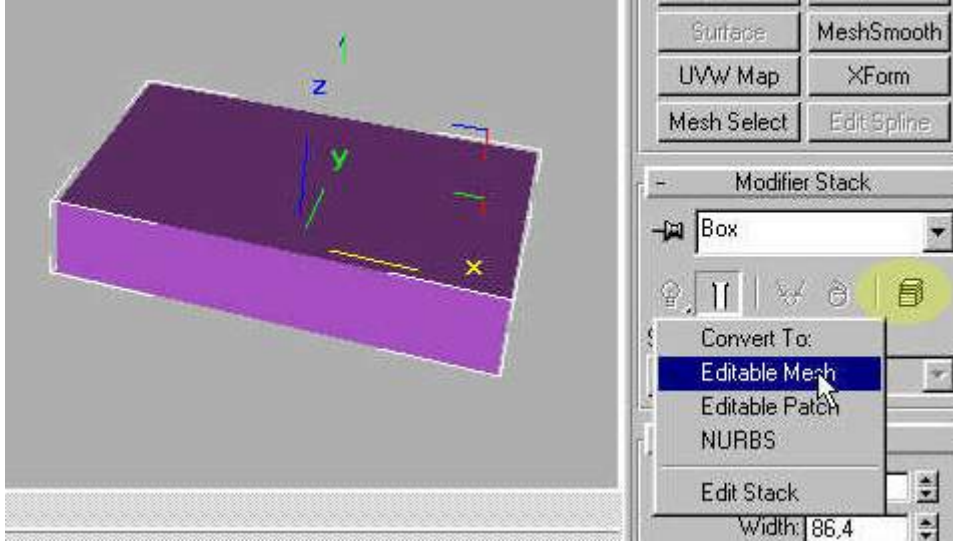 Surface MeshSmooth
UVW Map XForm
Mesh Select Edit Spline
- Modifier Stack
Box
Convert To:
Editable Mesh
Editable Patch
NURBS
Edit Stack
Width: 86,4
z
y
x